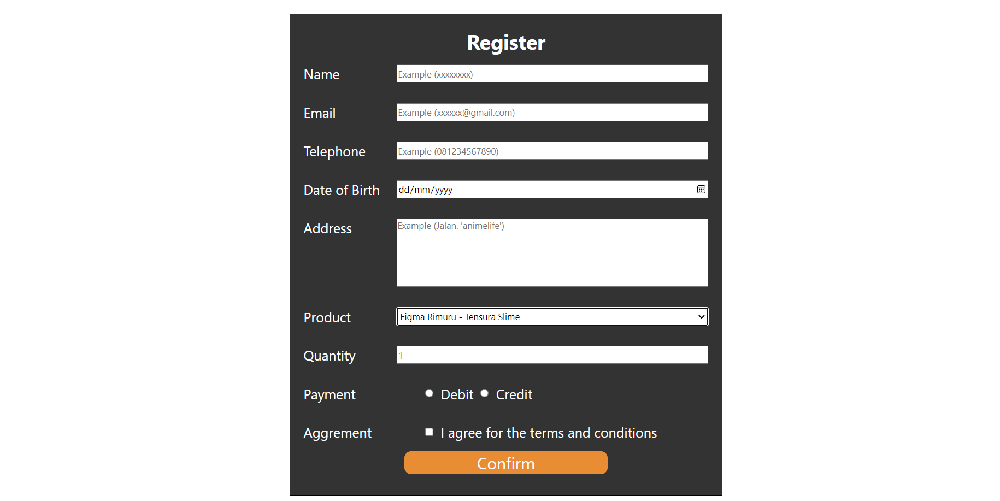 Register
Name Example (xxxxxxxx)
Email Example (xxxxxx@gmail.com)
Telephone Example (081234567890)
Date of Birth dd/mm/yyyy
Address Example (Jalan. 'animelife')
Product Figma Rimuru - Tensura Slime
Quantity 1
Payment Debit Credit
Aggrement I agree for the terms and conditions
Confirm